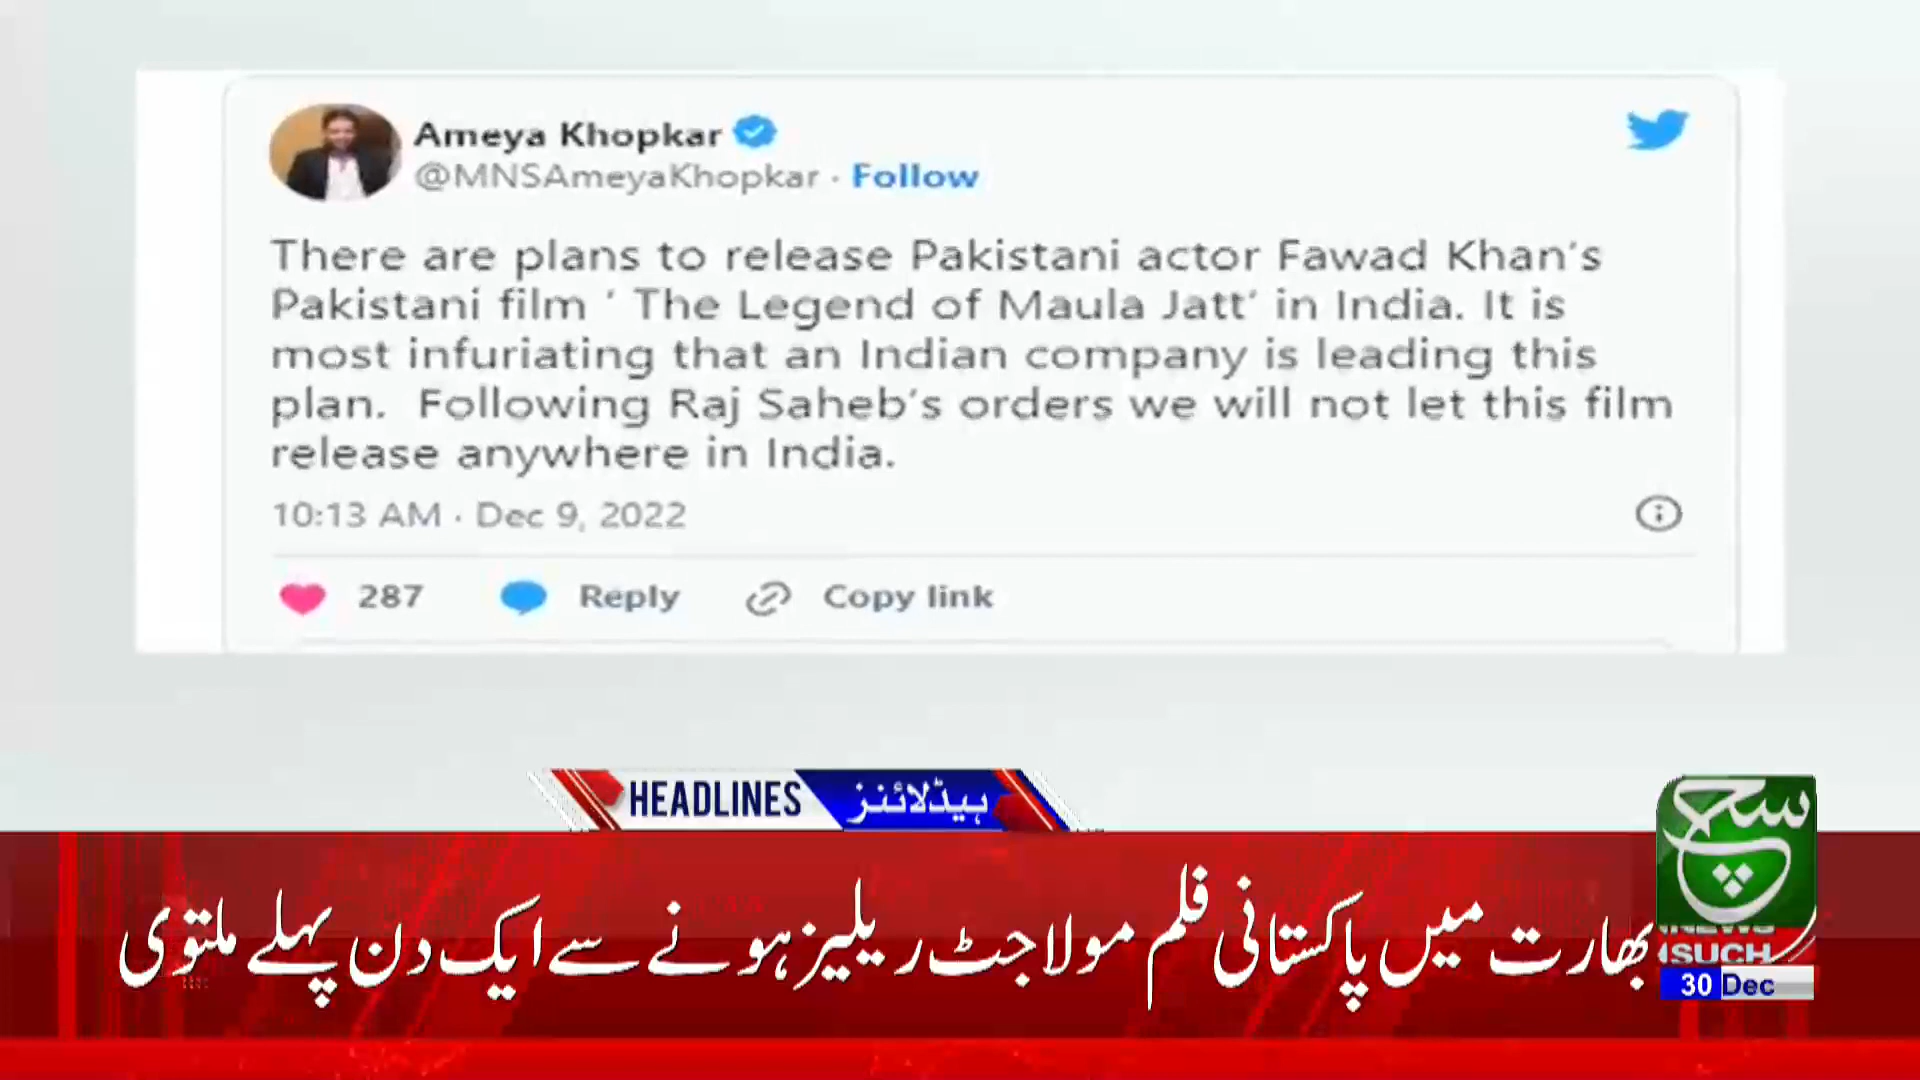 Ameya Khopkar
@MNSAmeyaKhopkar · Follow
There are plans to release Pakistani actor Fawad Khan's
Pakistani film ' The Legend of Maula Jatt' in India. It is
most infuriating that an Indian company is leading this
plan. Following Raj Saheb's orders we will not let this film
release anywhere in India.
10:13 AM · Dec 9, 2022
287 Reply Copy link
HEADLINES ہیڈلائنز
سچ
بھارت میں پاکستانی فلم مولا جٹ ریلیز ہونے سے ایک دن پہلے ملتوی
NEWS
SUCH
30 Dec